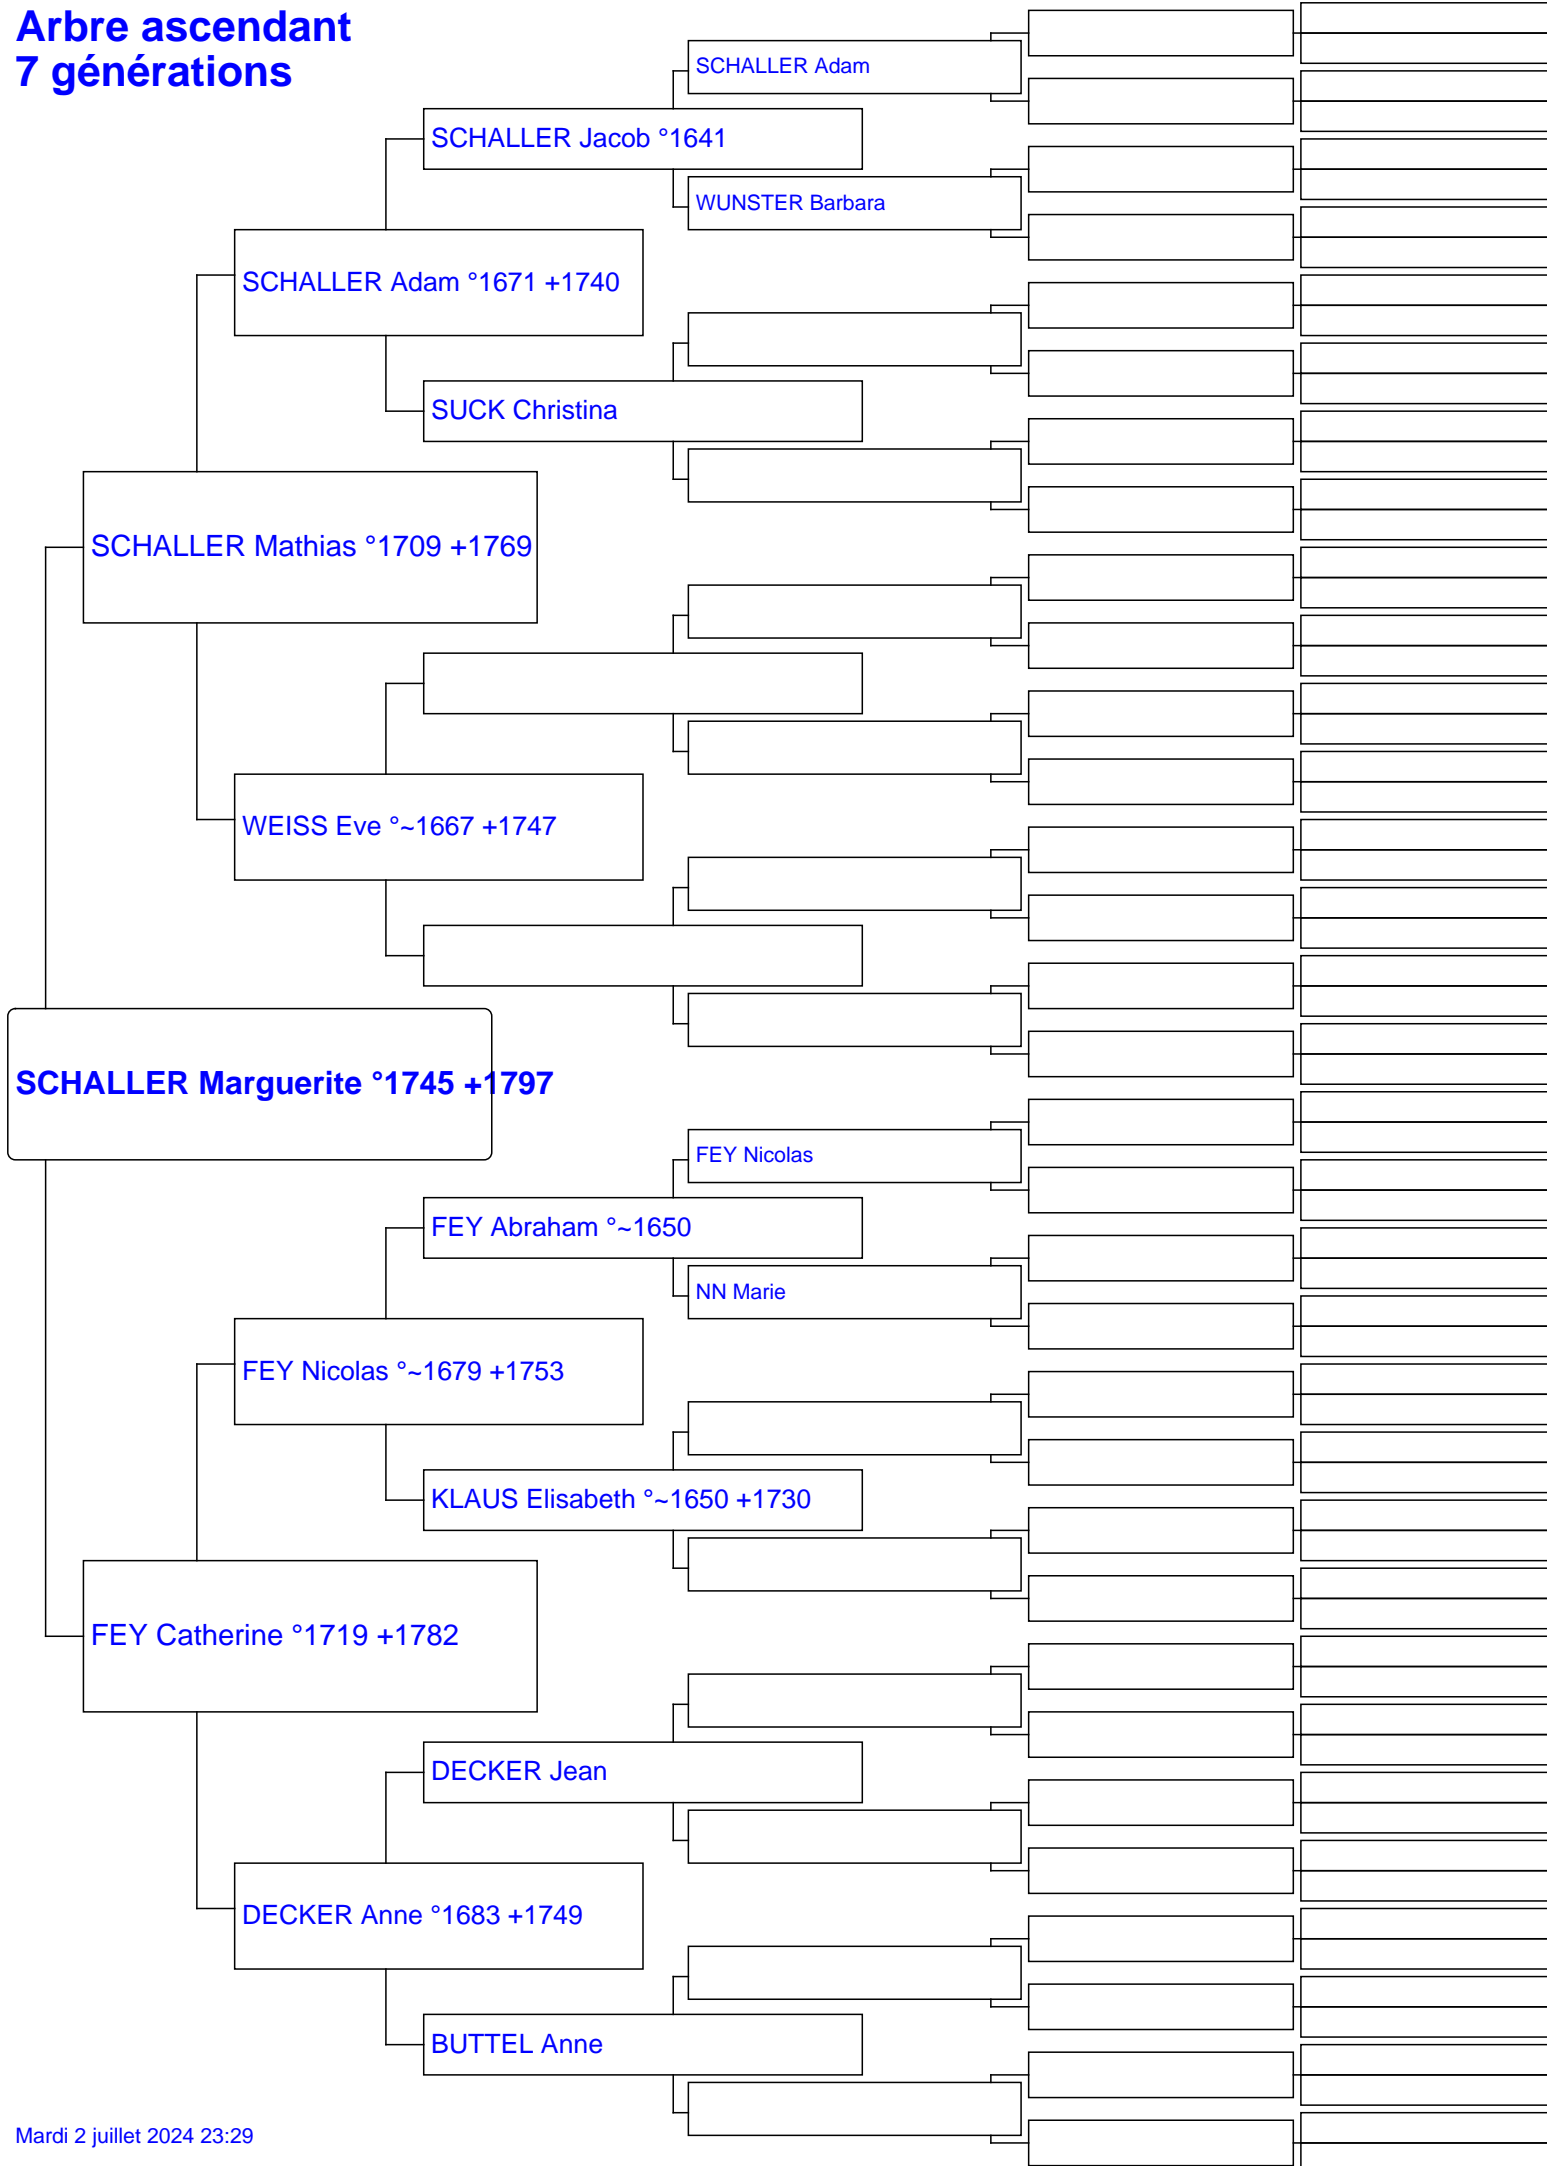 Arbre ascendant
7 générations
SCHALLER Adam
SCHALLER Jacob °1641
WUNSTER Barbara
SCHALLER Adam °1671 +1740
SUCK Christina
SCHALLER Mathias °1709 +1769
WEISS Eve °~1667 +1747
SCHALLER Marguerite °1745 +1797
FEY Nicolas
FEY Abraham °~1650
NN Marie
FEY Nicolas °~1679 +1753
KLAUS Elisabeth °~1650 +1730
FEY Catherine °1719 +1782
DECKER Jean
DECKER Anne °1683 +1749
BUTTEL Anne
Mardi 2 juillet 2024 23:29